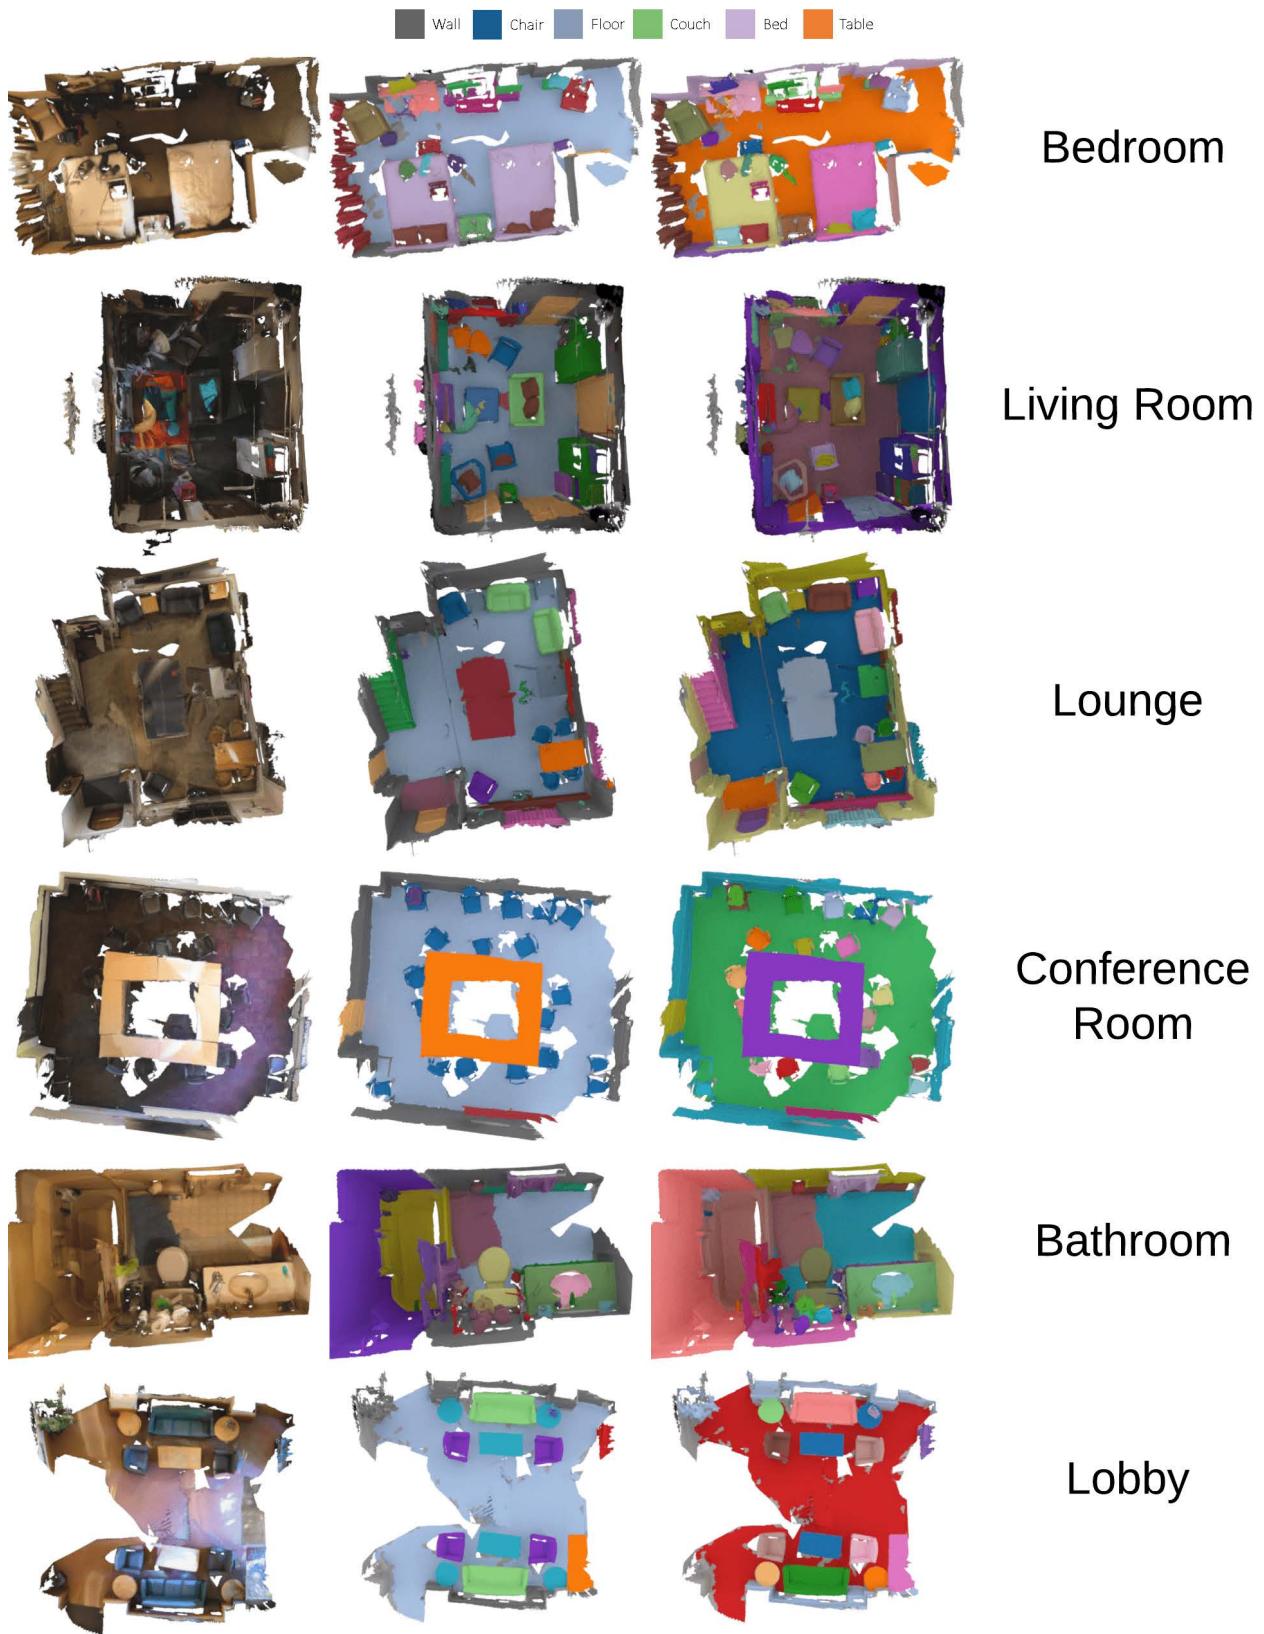 Wall Chair Floor Couch Bed Table
Bedroom
Living Room
Lounge
Conference
Room
Bathroom
Lobby